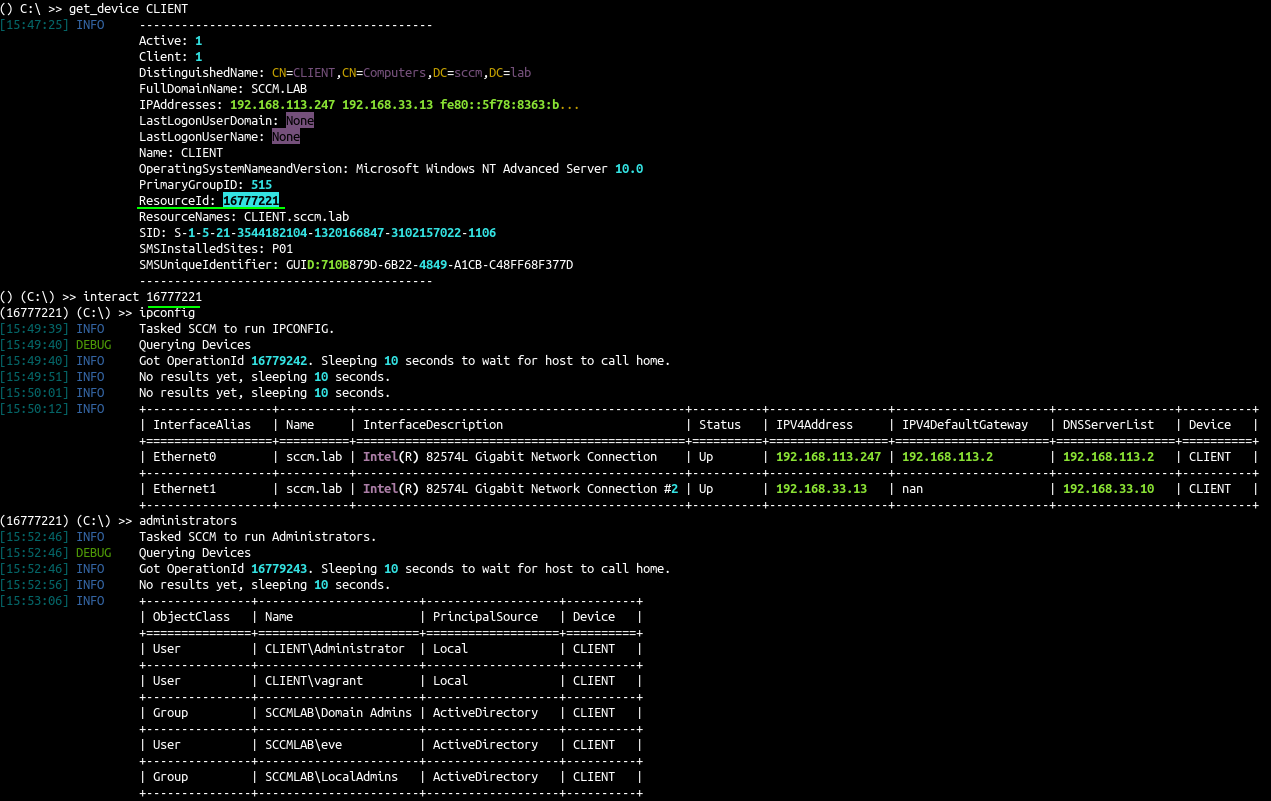 () C:\ >> get_device CLIENT
[15:47:25] INFO     ------------------------------------------
Active: 1
Client: 1
DistinguishedName: CN=CLIENT,CN=Computers,DC=sccm,DC=lab
FullDomainName: SCCM.LAB
IPAddresses: 192.168.113.247 192.168.33.13 fe80::5f78:8363:b...
LastLogonUserDomain: None
LastLogonUserName: None
Name: CLIENT
OperatingSystemNameandVersion: Microsoft Windows NT Advanced Server 10.0
PrimaryGroupID: 515
ResourceId: 16777221
ResourceNames: CLIENT.sccm.lab
SID: S-1-5-21-3544182104-1320166847-3102157022-1106
SMSInstalledSites: P01
SMSUniqueIdentifier: GUID:710B879D-6B22-4849-A1CB-C48FF68F377D
------------------------------------------
() (C:\) >> interact 16777221
(16777221) (C:\) >> ipconfig
[15:49:39] INFO     Tasked SCCM to run IPCONFIG.
[15:49:40] DEBUG    Querying Devices
[15:49:40] INFO     Got OperationId 16779242. Sleeping 10 seconds to wait for host to call home.
[15:49:51] INFO     No results yet, sleeping 10 seconds.
[15:50:01] INFO     No results yet, sleeping 10 seconds.
[15:50:12] INFO     +------------------+----------+-----------------------------------------------+----------+----------------+----------------------+-----------------+----------+
| InterfaceAlias   | Name     | InterfaceDescription                          | Status   | IPV4Address    | IPV4DefaultGateway   | DNSServerList   | Device   |
+==================+==========+===============================================+==========+================+======================+=================+==========+
| Ethernet0        | sccm.lab | Intel(R) 82574L Gigabit Network Connection    | Up       | 192.168.113.247 | 192.168.113.2        | 192.168.113.2   | CLIENT   |
+------------------+----------+-----------------------------------------------+----------+----------------+----------------------+-----------------+----------+
| Ethernet1        | sccm.lab | Intel(R) 82574L Gigabit Network Connection #2 | Up       | 192.168.33.13  | nan                  | 192.168.33.10   | CLIENT   |
+------------------+----------+-----------------------------------------------+----------+----------------+----------------------+-----------------+----------+
(16777221) (C:\) >> administrators
[15:52:46] INFO     Tasked SCCM to run Administrators.
[15:52:46] DEBUG    Querying Devices
[15:52:46] INFO     Got OperationId 16779243. Sleeping 10 seconds to wait for host to call home.
[15:52:56] INFO     No results yet, sleeping 10 seconds.
[15:53:06] INFO     +---------------+-----------------------+-------------------+----------+
| ObjectClass   | Name                  | PrincipalSource   | Device   |
+===============+=======================+===================+==========+
| User          | CLIENT\Administrator  | Local             | CLIENT   |
+---------------+-----------------------+-------------------+----------+
| User          | CLIENT\vagrant        | Local             | CLIENT   |
+---------------+-----------------------+-------------------+----------+
| Group         | SCCMLAB\Domain Admins | ActiveDirectory   | CLIENT   |
+---------------+-----------------------+-------------------+----------+
| User          | SCCMLAB\eve           | ActiveDirectory   | CLIENT   |
+---------------+-----------------------+-------------------+----------+
| Group         | SCCMLAB\LocalAdmins   | ActiveDirectory   | CLIENT   |
+---------------+-----------------------+-------------------+----------+